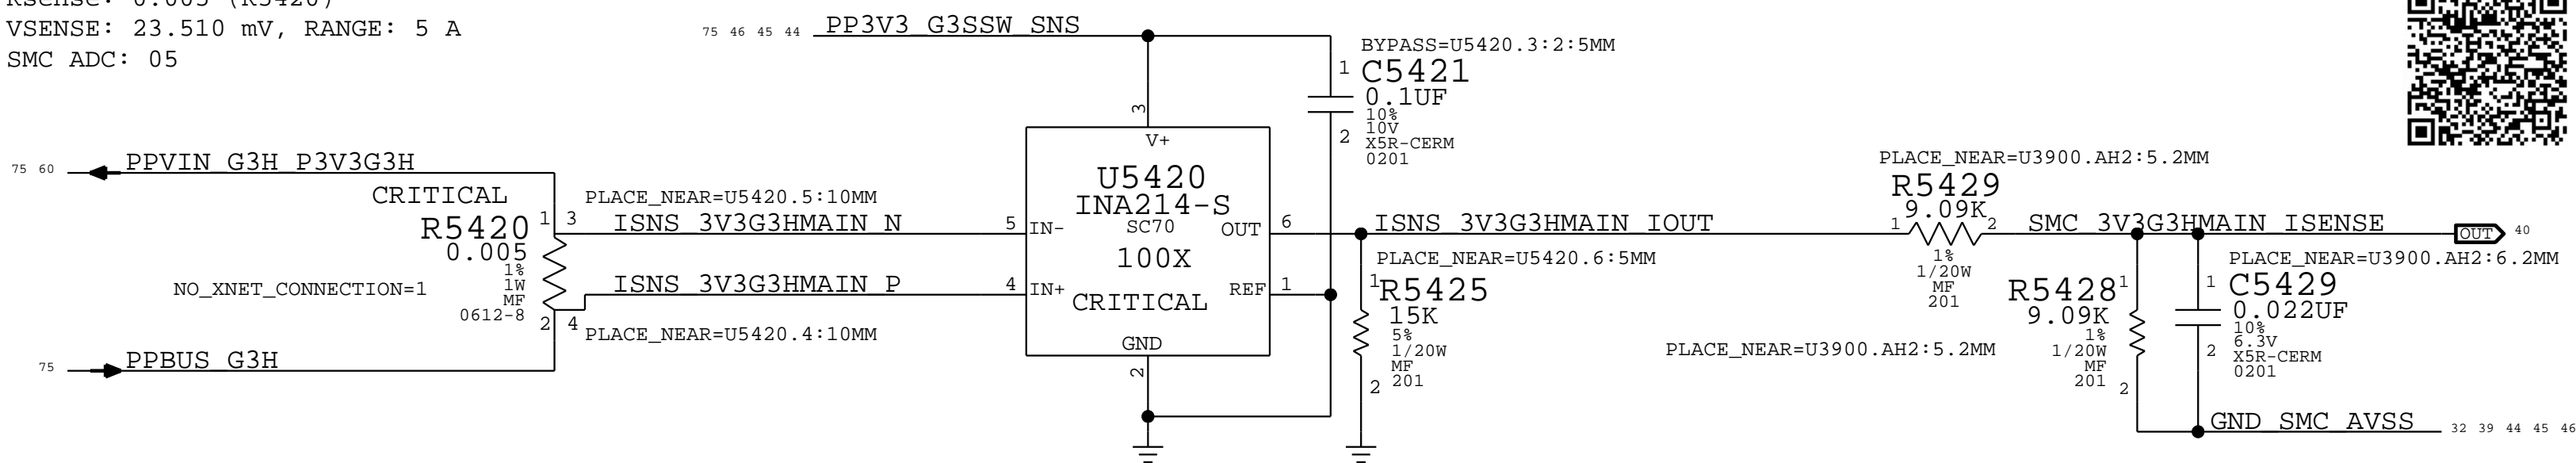 Rsense: 0.005 (R5420)
VSENSE: 23.510 mV, RANGE: 5 A
SMC ADC: 05
75 46 45 44 PP3V3_G3SSW_SNS
BYPASS=U5420.3:2:5MM
1 C5421
0.1UF
10%
10V
2 X5R-CERM
0201
3
V+
U5420
INA214-S
SC70
100X
CRITICAL
5 IN-
4 IN+
OUT 6
REF 1
GND
2
75 60 PPVIN_G3H_P3V3G3H
CRITICAL
R5420
0.005
1%
1W
MF
0612-8
1 3
2 4
NO_XNET_CONNECTION=1
PLACE_NEAR=U5420.5:10MM
ISNS_3V3G3HMAIN_N
ISNS_3V3G3HMAIN_P
PLACE_NEAR=U5420.4:10MM
75 PPBUS_G3H
ISNS_3V3G3HMAIN_IOUT
PLACE_NEAR=U5420.6:5MM
1 R5425
15K
5%
1/20W
MF
2 201
PLACE_NEAR=U3900.AH2:5.2MM
R5429
9.09K
1 2
1%
1/20W
MF
201
SMC_3V3G3HMAIN_ISENSE
OUT 40
PLACE_NEAR=U3900.AH2:6.2MM
R5428 1
9.09K
1%
1/20W
MF
201 2
PLACE_NEAR=U3900.AH2:5.2MM
1 C5429
0.022UF
10%
6.3V
2 X5R-CERM
0201
GND_SMC_AVSS 32 39 44 45 46